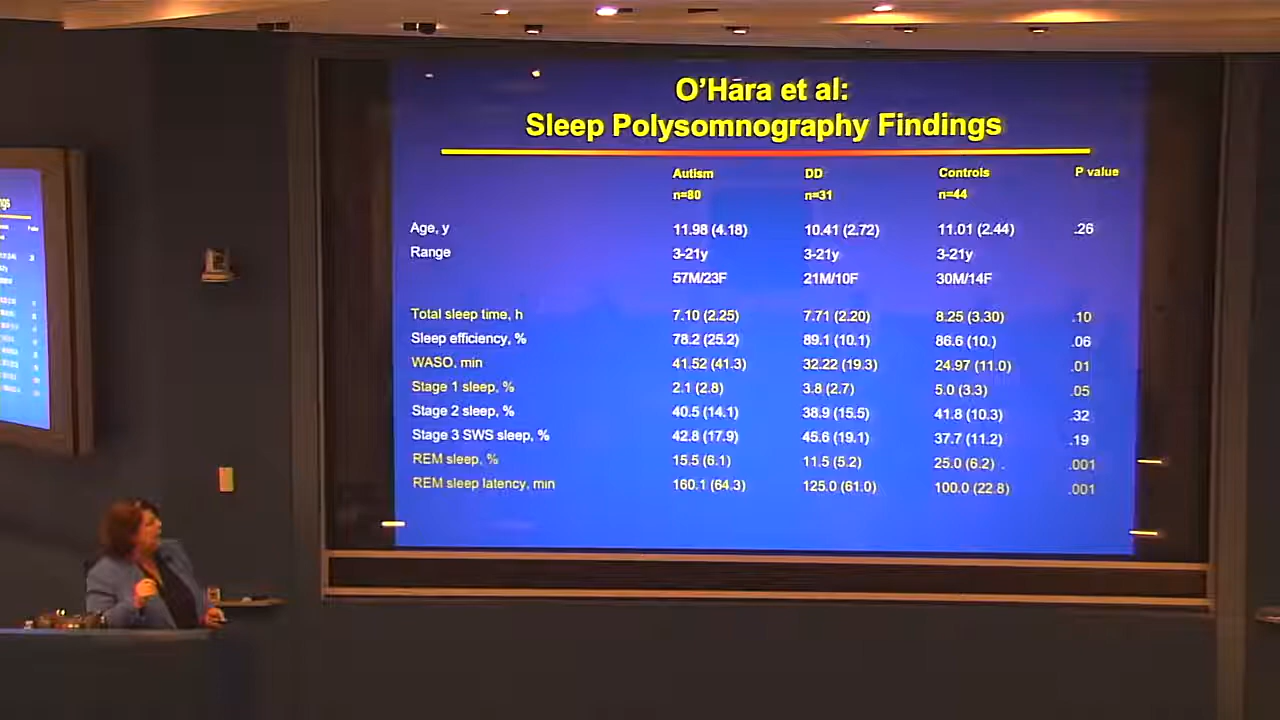 O'Hara et al:
Sleep Polysomnography Findings
Autism DD Controls P value
n=80 n=31 n=44
Age, y 11.98 (4.18) 10.41 (2.72) 11.01 (2.44) .26
Range 3-21y 3-21y 3-21y
57M/23F 21M/10F 30M/14F
Total sleep time, h 7.10 (2.25) 7.71 (2.20) 8.25 (3.30) .10
Sleep efficiency, % 78.2 (25.2) 89.1 (10.1) 86.6 (10.) .06
WASO, min 41.52 (41.3) 32.22 (19.3) 24.97 (11.0) .01
Stage 1 sleep, % 2.1 (2.8) 3.8 (2.7) 5.0 (3.3) .05
Stage 2 sleep, % 40.5 (14.1) 38.9 (15.5) 41.8 (10.3) .32
Stage 3 SWS sleep, % 42.8 (17.9) 45.6 (19.1) 37.7 (11.2) .19
REM sleep, % 15.5 (6.1) 11.5 (5.2) 25.0 (6.2) . .001
REM sleep latency, min 160.1 (64.3) 125.0 (61.0) 100.0 (22.8) .001